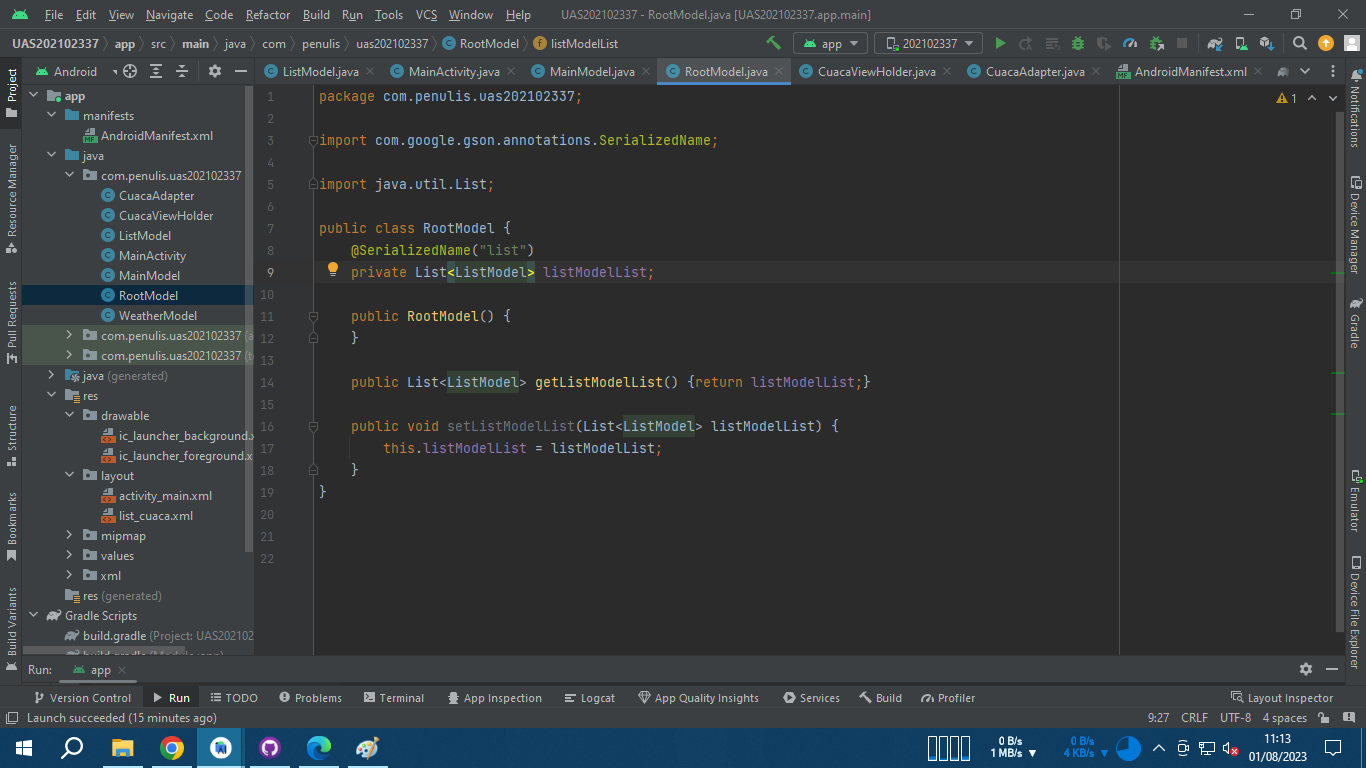 File Edit View Navigate Code Refactor Build Run Tools VCS Window Help UAS202102337 - RootModel.java [UAS202102337.app.main]
UAS202102337 app src main java com penulis uas202102337 RootModel listModelList app 202102337
Project Android ListModel.java MainActivity.java MainModel.java RootModel.java CuacaViewHolder.java CuacaAdapter.java AndroidManifest.xml Notifications
app
manifests
AndroidManifest.xml
java
com.penulis.uas202102337
CuacaAdapter
CuacaViewHolder
ListModel
MainActivity
MainModel
RootModel
WeatherModel
com.penulis.uas202102337
com.penulis.uas202102337
java (generated)
res
drawable
ic_launcher_background.x
ic_launcher_foreground.x
layout
activity_main.xml
list_cuaca.xml
mipmap
values
xml
res (generated)
Gradle Scripts
build.gradle (Project: UAS202102
Resource Manager
Pull Requests
Structure
Bookmarks
Build Variants
1 package com.penulis.uas202102337; 1
2
3 import com.google.gson.annotations.SerializedName;
4
5 import java.util.List;
6
7 public class RootModel {
8 @SerializedName("list")
9 private List<ListModel> listModelList;
10
11 public RootModel() {
12 }
13
14 public List<ListModel> getListModelList() {return listModelList;}
15
16 public void setListModelList(List<ListModel> listModelList) {
17 this.listModelList = listModelList;
18 }
19 }
20
21
22
Device Manager
Gradle
Emulator
Device File Explorer
Run: app
Version Control Run TODO Problems Terminal App Inspection Logcat App Quality Insights Services Build Profiler Layout Inspector
Launch succeeded (15 minutes ago) 9:27 CRLF UTF-8 4 spaces
0 B/s 0 B/s 11:13
1 MB/s 4 KB/s 01/08/2023